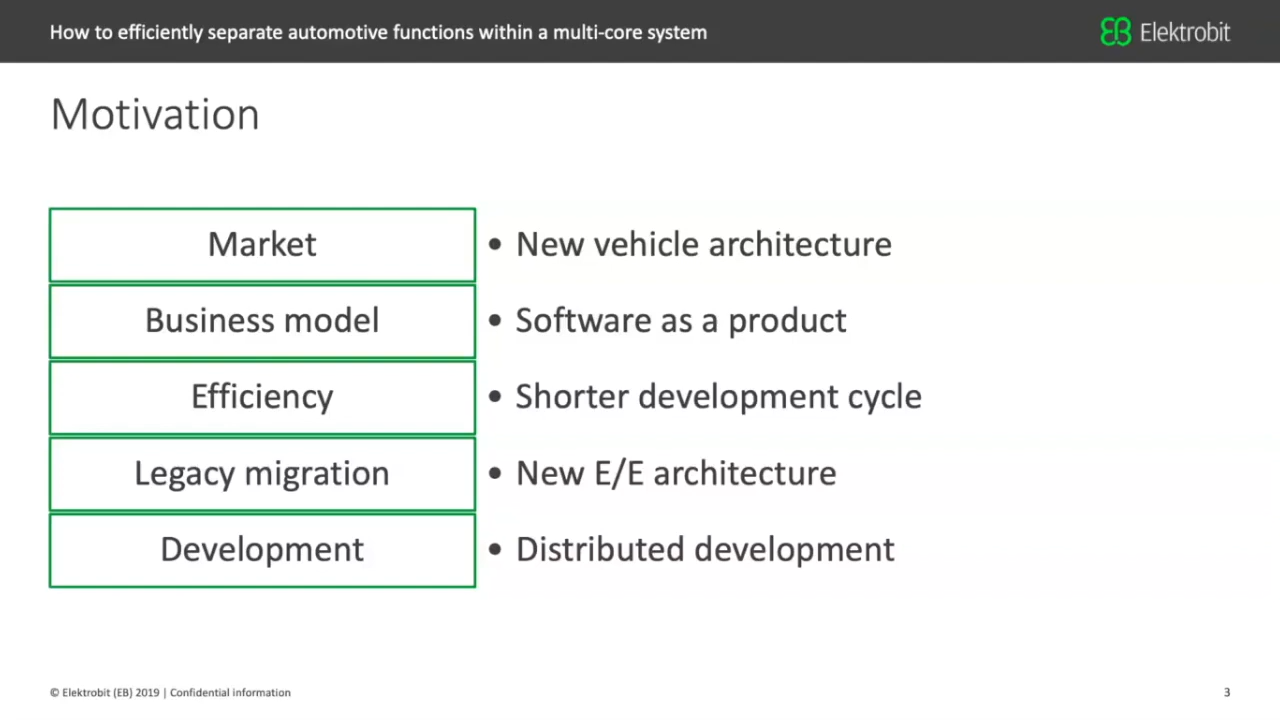 How to efficiently separate automotive functions within a multi-core system
Elektrobit
Motivation
Market
• New vehicle architecture
Business model
• Software as a product
Efficiency
• Shorter development cycle
Legacy migration
• New E/E architecture
Development
• Distributed development
© Elektrobit (EB) 2019 | Confidential information
3